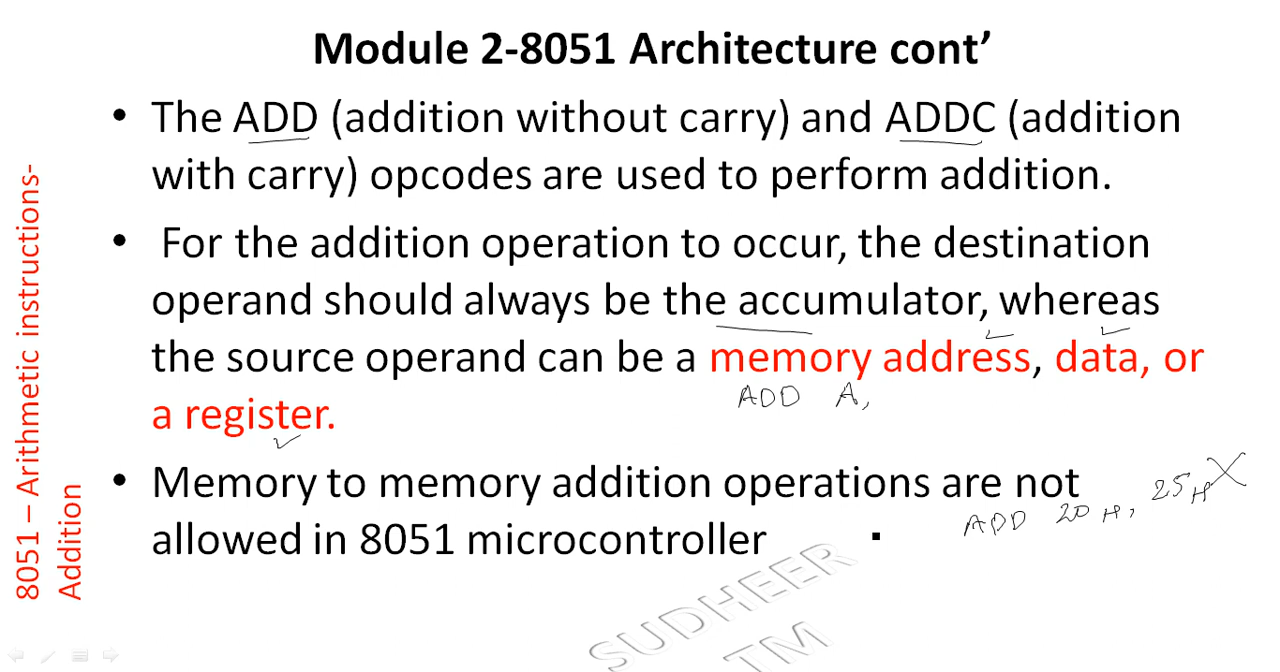 Module 2-8051 Architecture cont’
• The ADD (addition without carry) and ADDC (addition
with carry) opcodes are used to perform addition.
• For the addition operation to occur, the destination
operand should always be the accumulator, whereas
the source operand can be a memory address, data, or
a register.
ADD A,
• Memory to memory addition operations are not
allowed in 8051 microcontroller
ADD 20H, 25H
8051 – Arithmetic instructions-
Addition
SUDHEER
TM